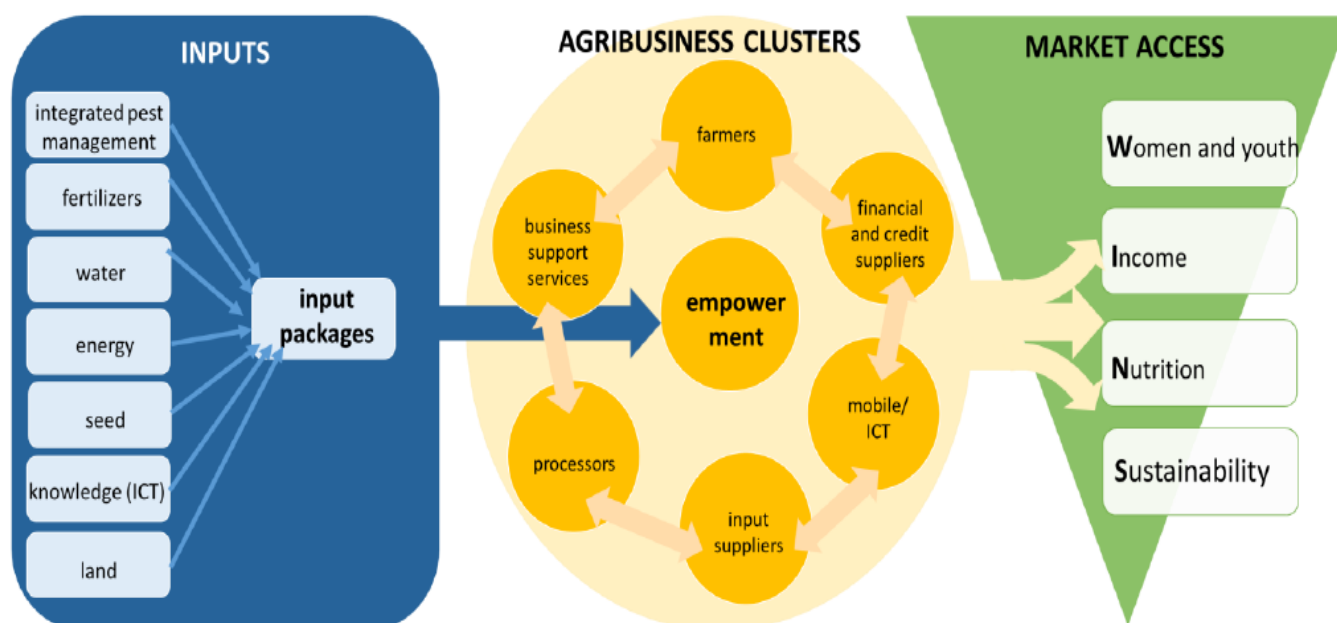 INPUTS
integrated pest
management
fertilizers
water
energy
seed
knowledge (ICT)
land
input
packages
AGRIBUSINESS CLUSTERS
farmers
business
support
services
financial
and credit
suppliers
empower
ment
processors
mobile/
ICT
input
suppliers
MARKET ACCESS
Women and youth
Income
Nutrition
Sustainability